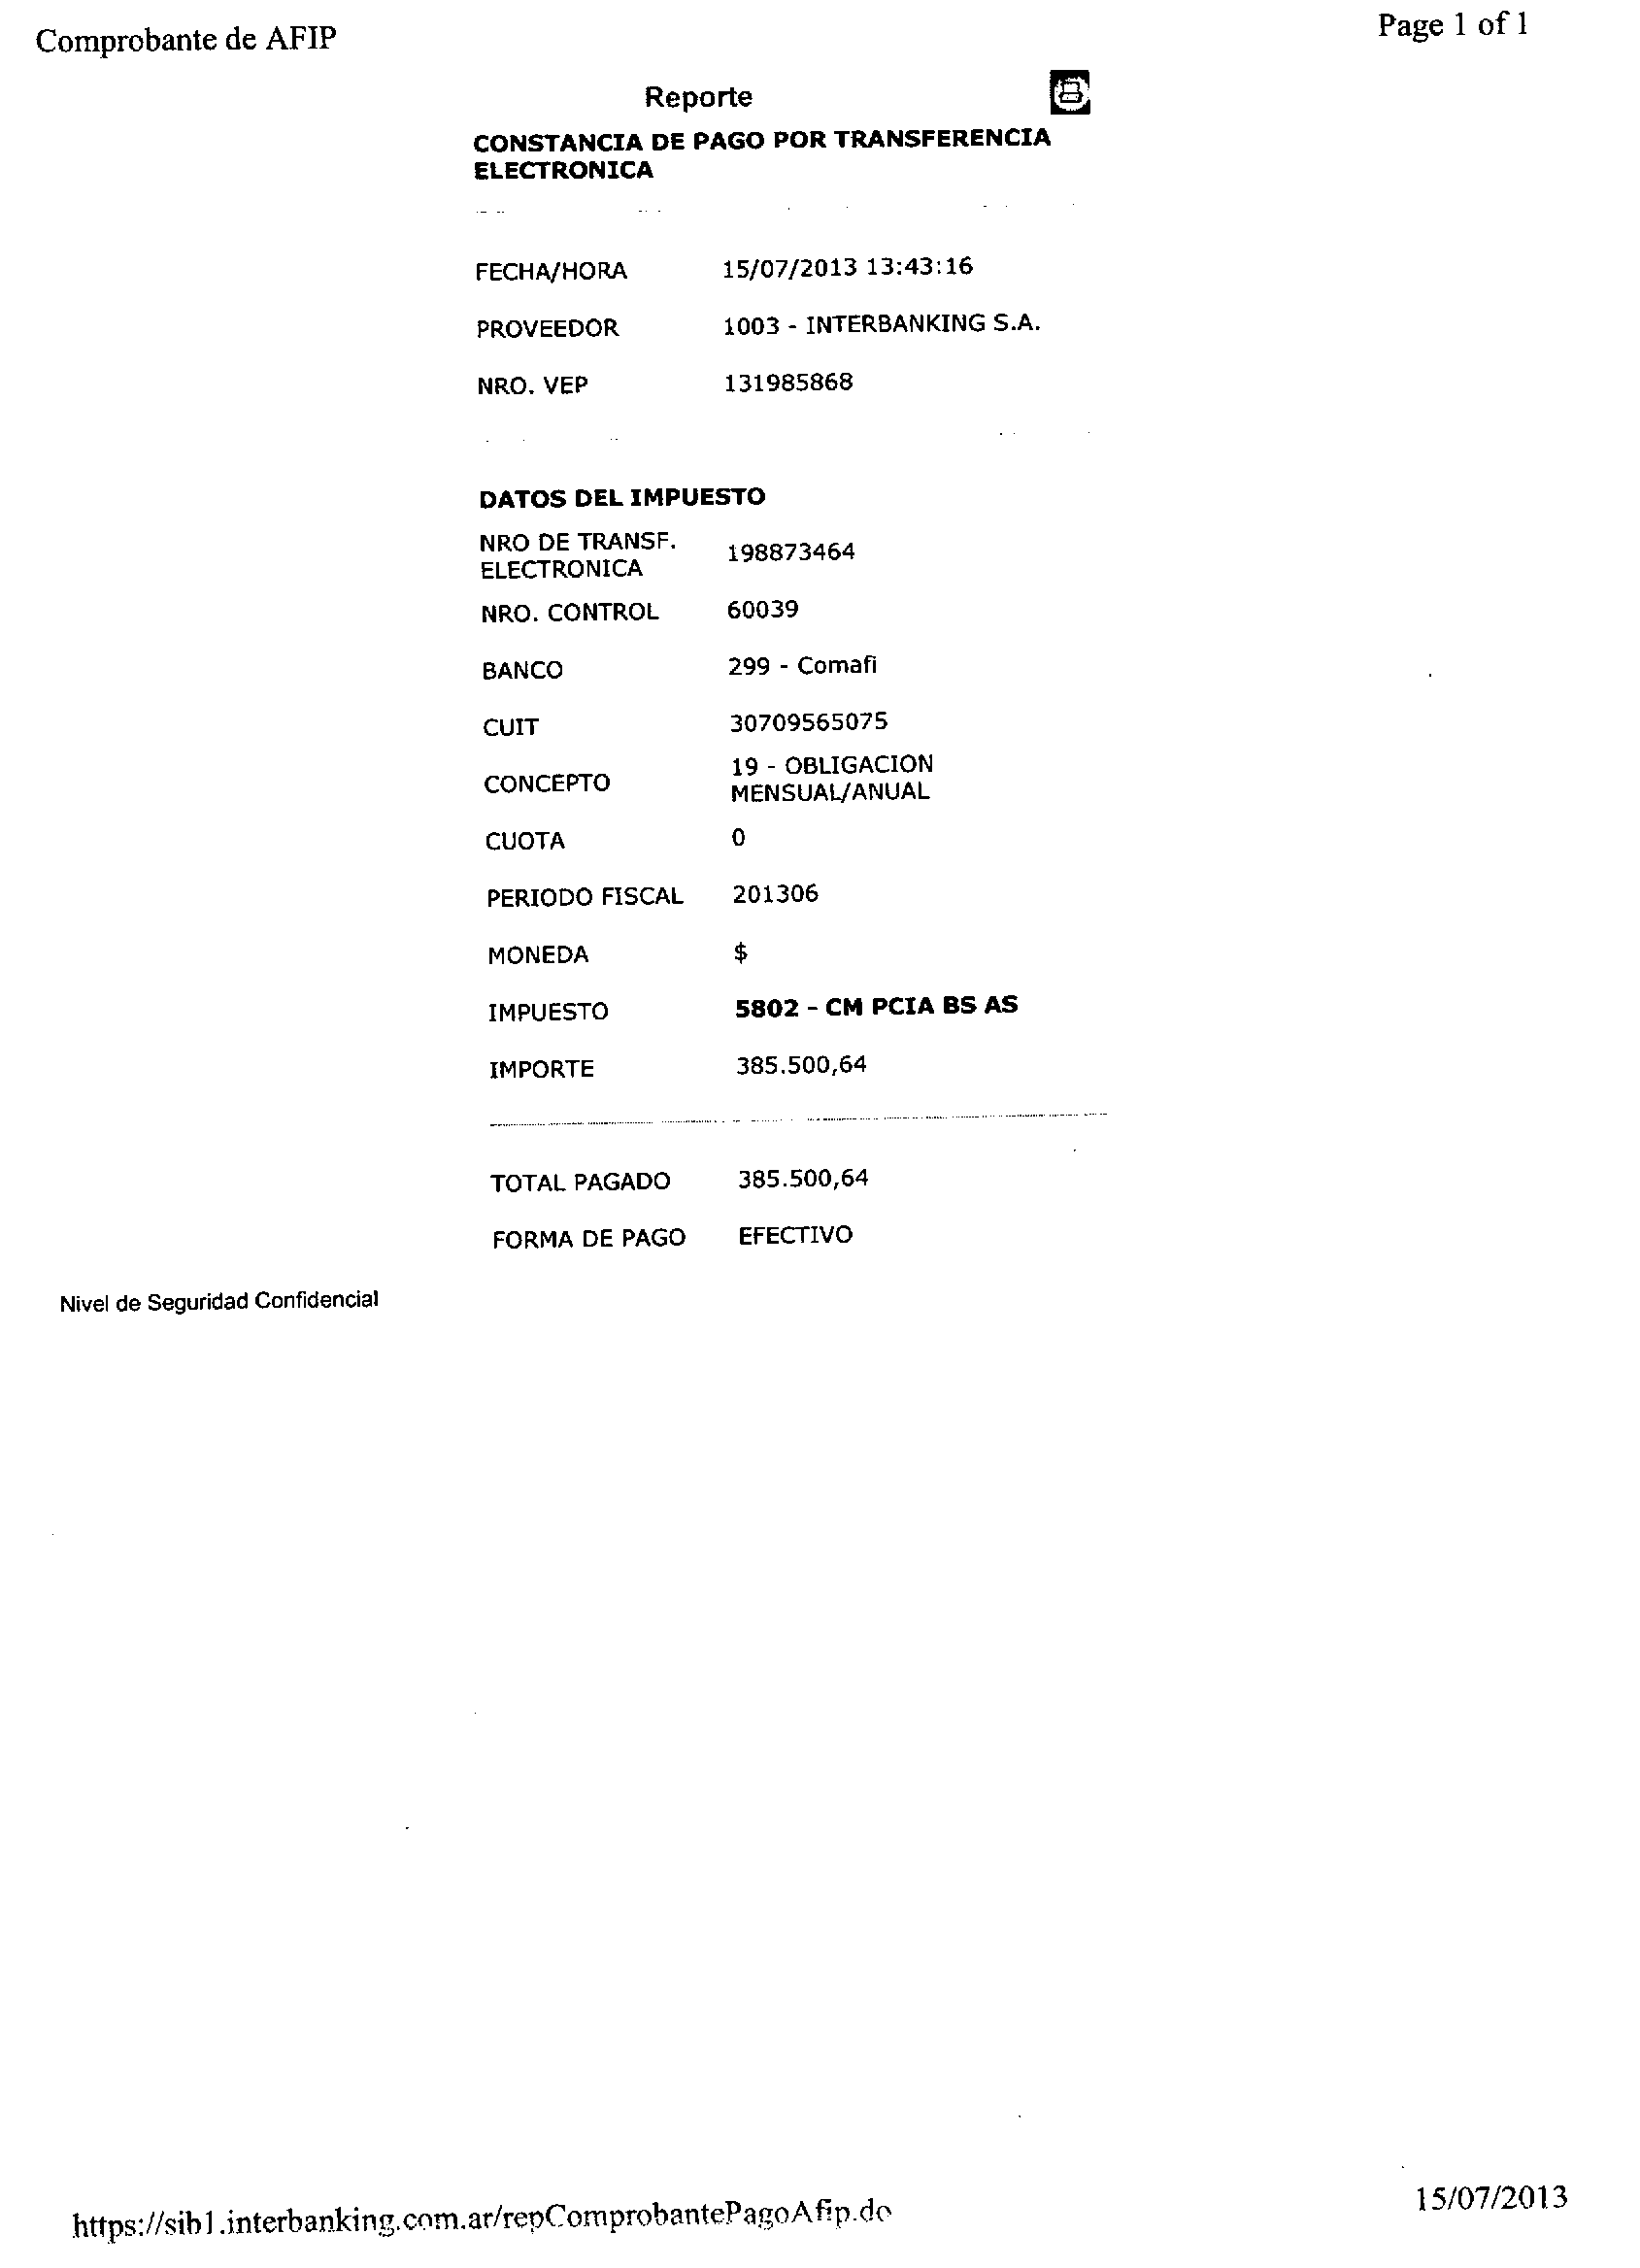 Comprobante de AFIP
Page 1 of 1
Reporte
CONSTANCIA DE PAGO POR TRANSFERENCIA
ELECTRONICA
FECHA/HORA 15/07/2013 13:43:16
PROVEEDOR 1003 - INTERBANKING S.A.
NRO. VEP 131985868
DATOS DEL IMPUESTO
NRO DE TRANSF.
ELECTRONICA 198873464
NRO. CONTROL 60039
BANCO 299 - Comafi
CUIT 30709565075
CONCEPTO 19 - OBLIGACION
MENSUAL/ANUAL
CUOTA 0
PERIODO FISCAL 201306
MONEDA $
IMPUESTO 5802 - CM PCIA BS AS
IMPORTE 385.500,64
TOTAL PAGADO 385.500,64
FORMA DE PAGO EFECTIVO
Nivel de Seguridad Confidencial
https://sib1.interbanking.com.ar/repComprobantePagoAfip.do
15/07/2013